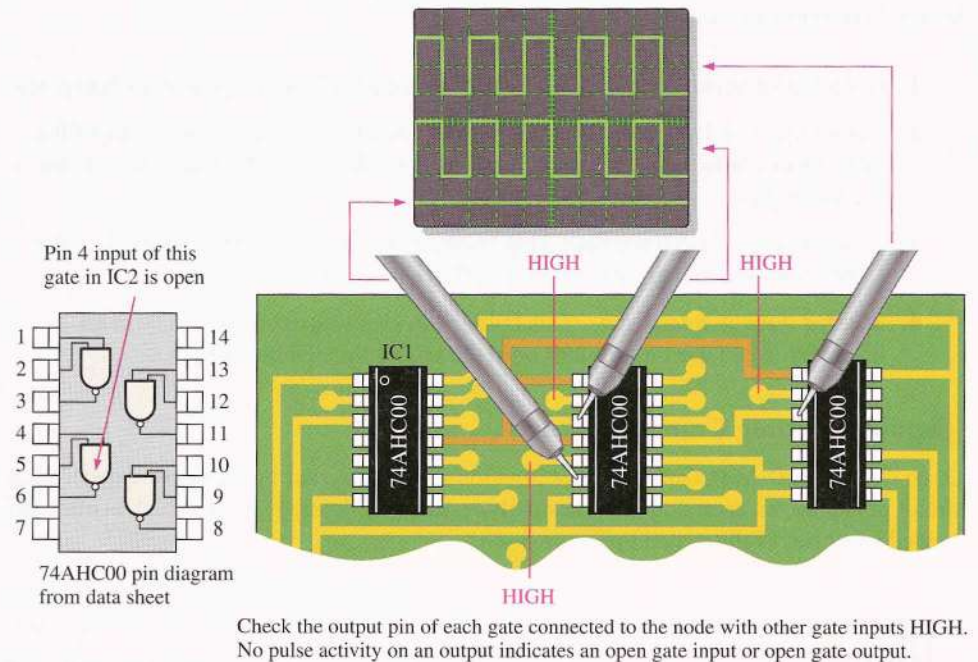 Pin 4 input of this
gate in IC2 is open
1
2
3
4
5
6
7
14
13
12
11
10
9
8
74AHC00 pin diagram
from data sheet
HIGH
HIGH
IC1
74AHC00
74AHC00
74AHC00
HIGH
Check the output pin of each gate connected to the node with other gate inputs HIGH.
No pulse activity on an output indicates an open gate input or open gate output.